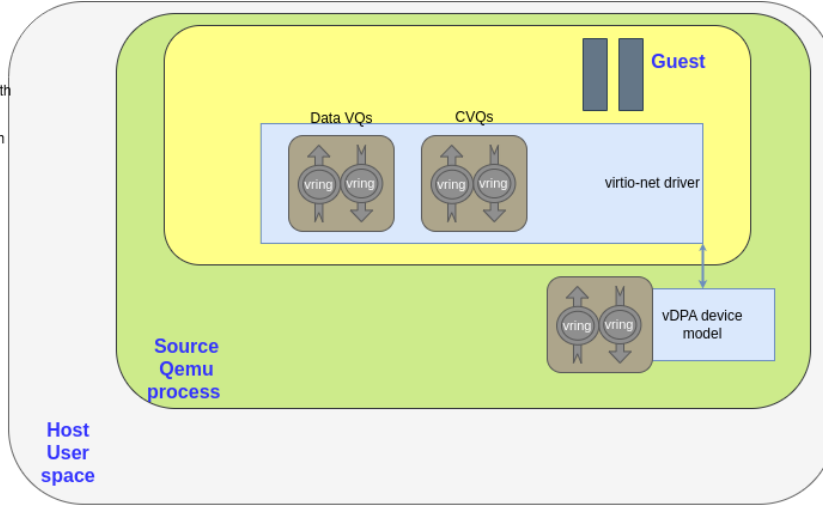 Guest
Data VQs
CVQs
vring
vring
vring
vring
virtio-net driver
vring
vring
vDPA device
model
Source
Qemu
process
Host
User
space